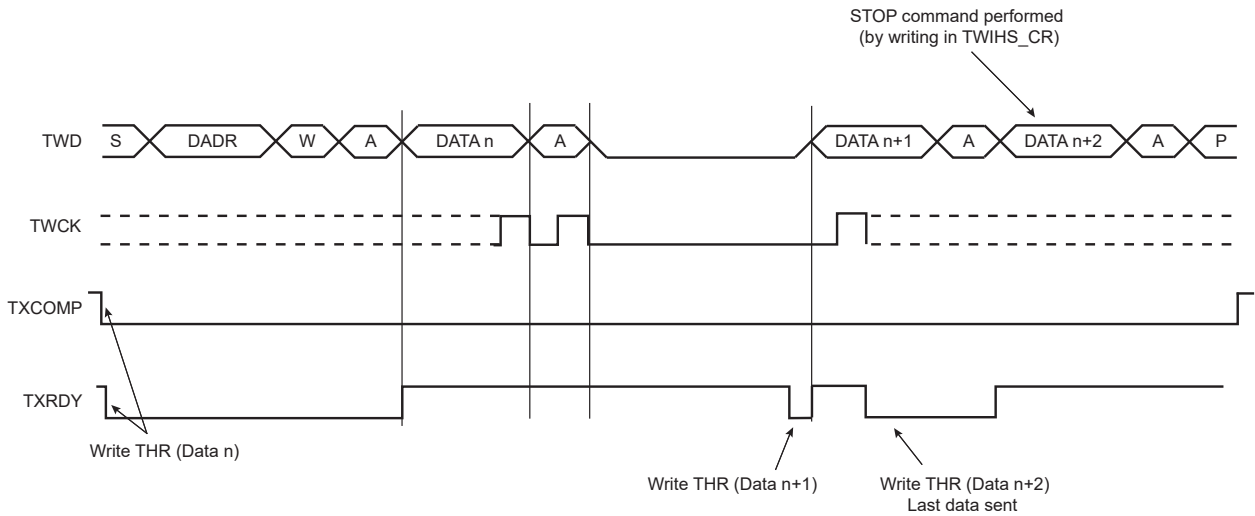 STOP command performed
(by writing in TWIHS_CR)
TWD S DADR W A DATA n A DATA n+1 A DATA n+2 A P
TWCK
TXCOMP
TXRDY
Write THR (Data n)
Write THR (Data n+1) Write THR (Data n+2)
Last data sent